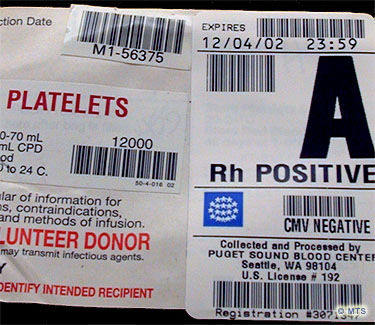 ction Date
M1-56375
PLATELETS
0-70 mL
mL CPD
od
0 to 24 C.
12000
50-4-016 02
lar of information for
ns, contraindications,
and methods of infusion.
LUNTEER DONOR
may transmit infectious agents.
Y
DENTIFY INTENDED RECIPIENT
EXPIRES
12/04/02 23:59
A
Rh POSITIVE
CMV NEGATIVE
Collected and Processed by
PUGET SOUND BLOOD CENTER
Seattle, WA 98104
U.S. License # 192
Registration
© MTS